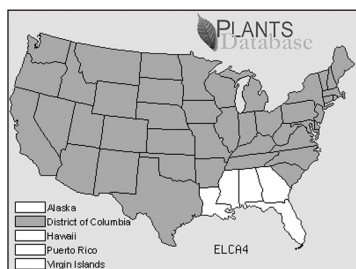 PLANTS
Database
Alaska
District of Columbia
Hawaii
Puerto Rico
Virgin Islands
ELCA4